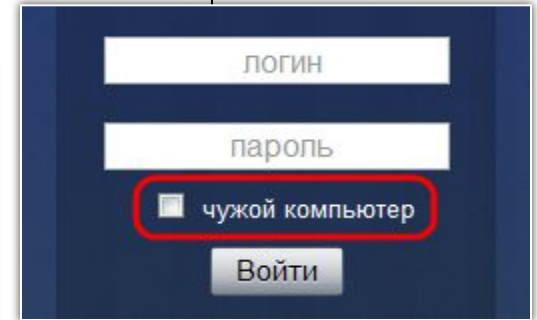 логин
пароль
чужой компьютер
Войти